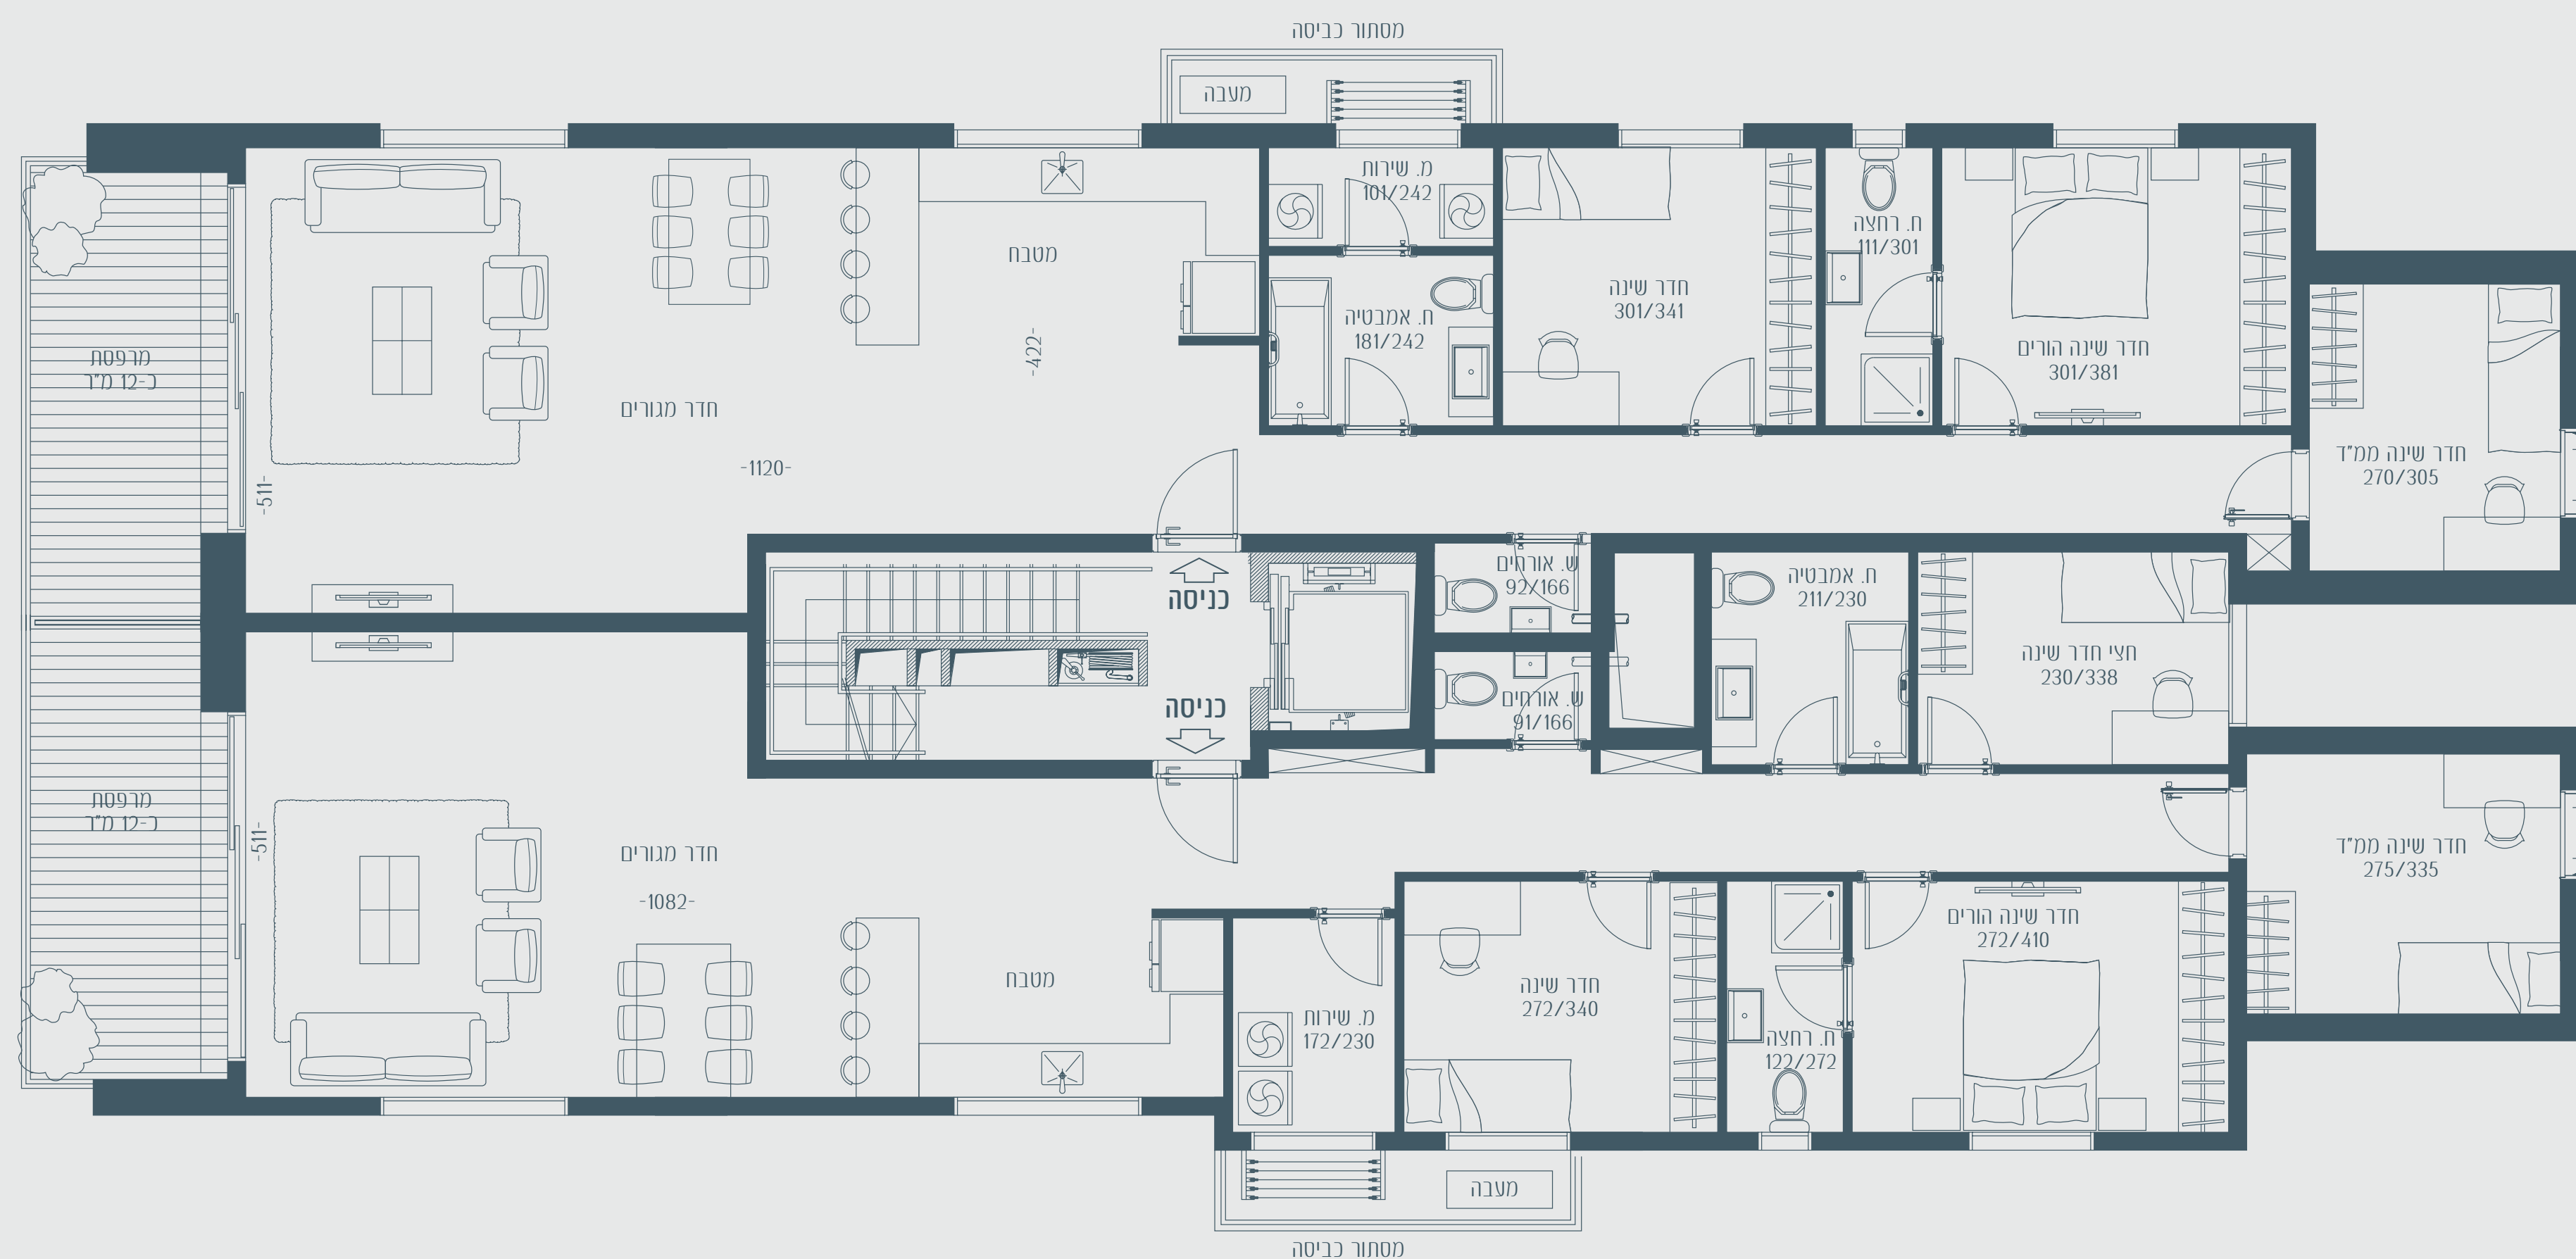 מסתור כביסה
מעבה
מ. שירות
101/242
ח. רחצה
111/301
מטבח
חדר שינה
301/341
ח. אמבטיה
181/242
חדר שינה הורים
301/381
-422-
מרפסת
כ-12 מ"ר
חדר מגורים
-1120-
-511-
חדר שינה ממ"ד
270/305
ש. אורחים
92/166
ח. אמבטיה
211/230
כניסה
חצי חדר שינה
230/338
ש. אורחים
91/166
כניסה
מרפסת
כ-12 מ"ר
-511-
חדר מגורים
-1082-
חדר שינה ממ"ד
275/335
חדר שינה הורים
272/410
מטבח
חדר שינה
272/340
מ. שירות
172/230
ח. רחצה
122/272
מעבה
מסתור כביסה